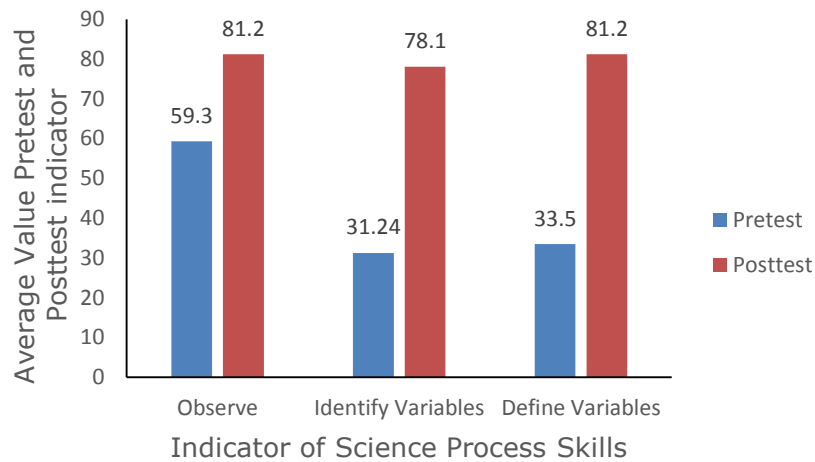 Average Value Pretest and
Posttest indicator
90
80
70
60
50
40
30
20
10
0
59.3
81.2
31.24
78.1
33.5
81.2
Observe
Identify Variables
Define Variables
Indicator of Science Process Skills
Pretest
Posttest